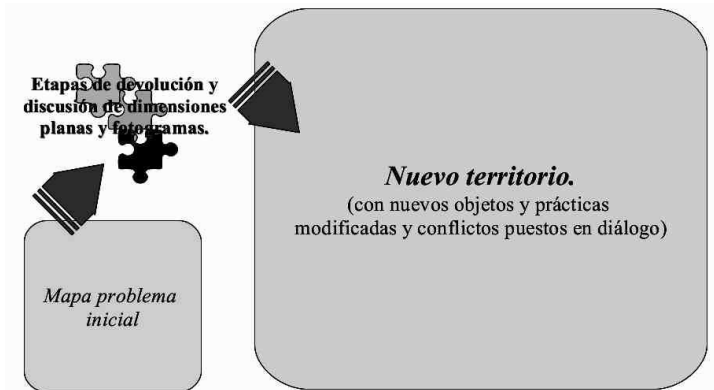 Etapas de devolución y
discusión de dimensiones
planas y fotogramas.
Nuevo territorio.
(con nuevos objetos y prácticas
modificadas y conflictos puestos en diálogo)
Mapa problema
inicial